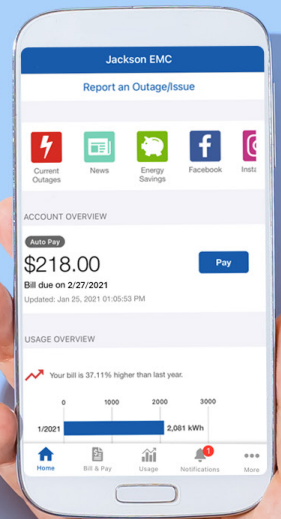 Jackson EMC
Report an Outage/Issue
Current
Outages
News
Energy
Savings
Facebook
Insta
ACCOUNT OVERVIEW
Auto Pay
$218.00
Pay
Bill due on 2/27/2021
Updated: Jan 25, 2021 01:05:53 PM
USAGE OVERVIEW
Your bill is 37.11% higher than last year.
0 1000 2000 3000
1/2021 2,081 kWh
1
Home Bill & Pay Usage Notifications More